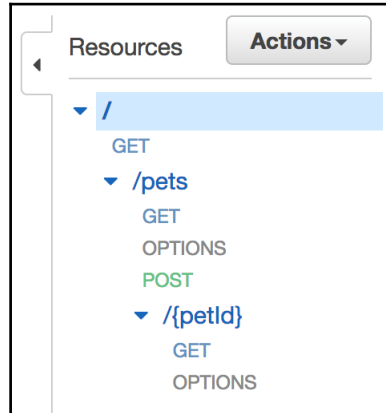 Resources
Actions
/
GET
/pets
GET
OPTIONS
POST
/{petId}
GET
OPTIONS